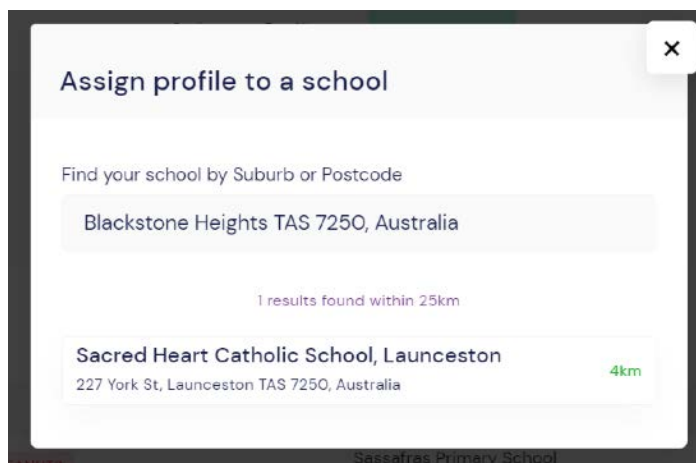 Assign profile to a school
Find your school by Suburb or Postcode
Blackstone Heights TAS 7250, Australia
1 results found within 25km
Sacred Heart Catholic School, Launceston
227 York St, Launceston TAS 7250, Australia
4km
Sassafras Primary School